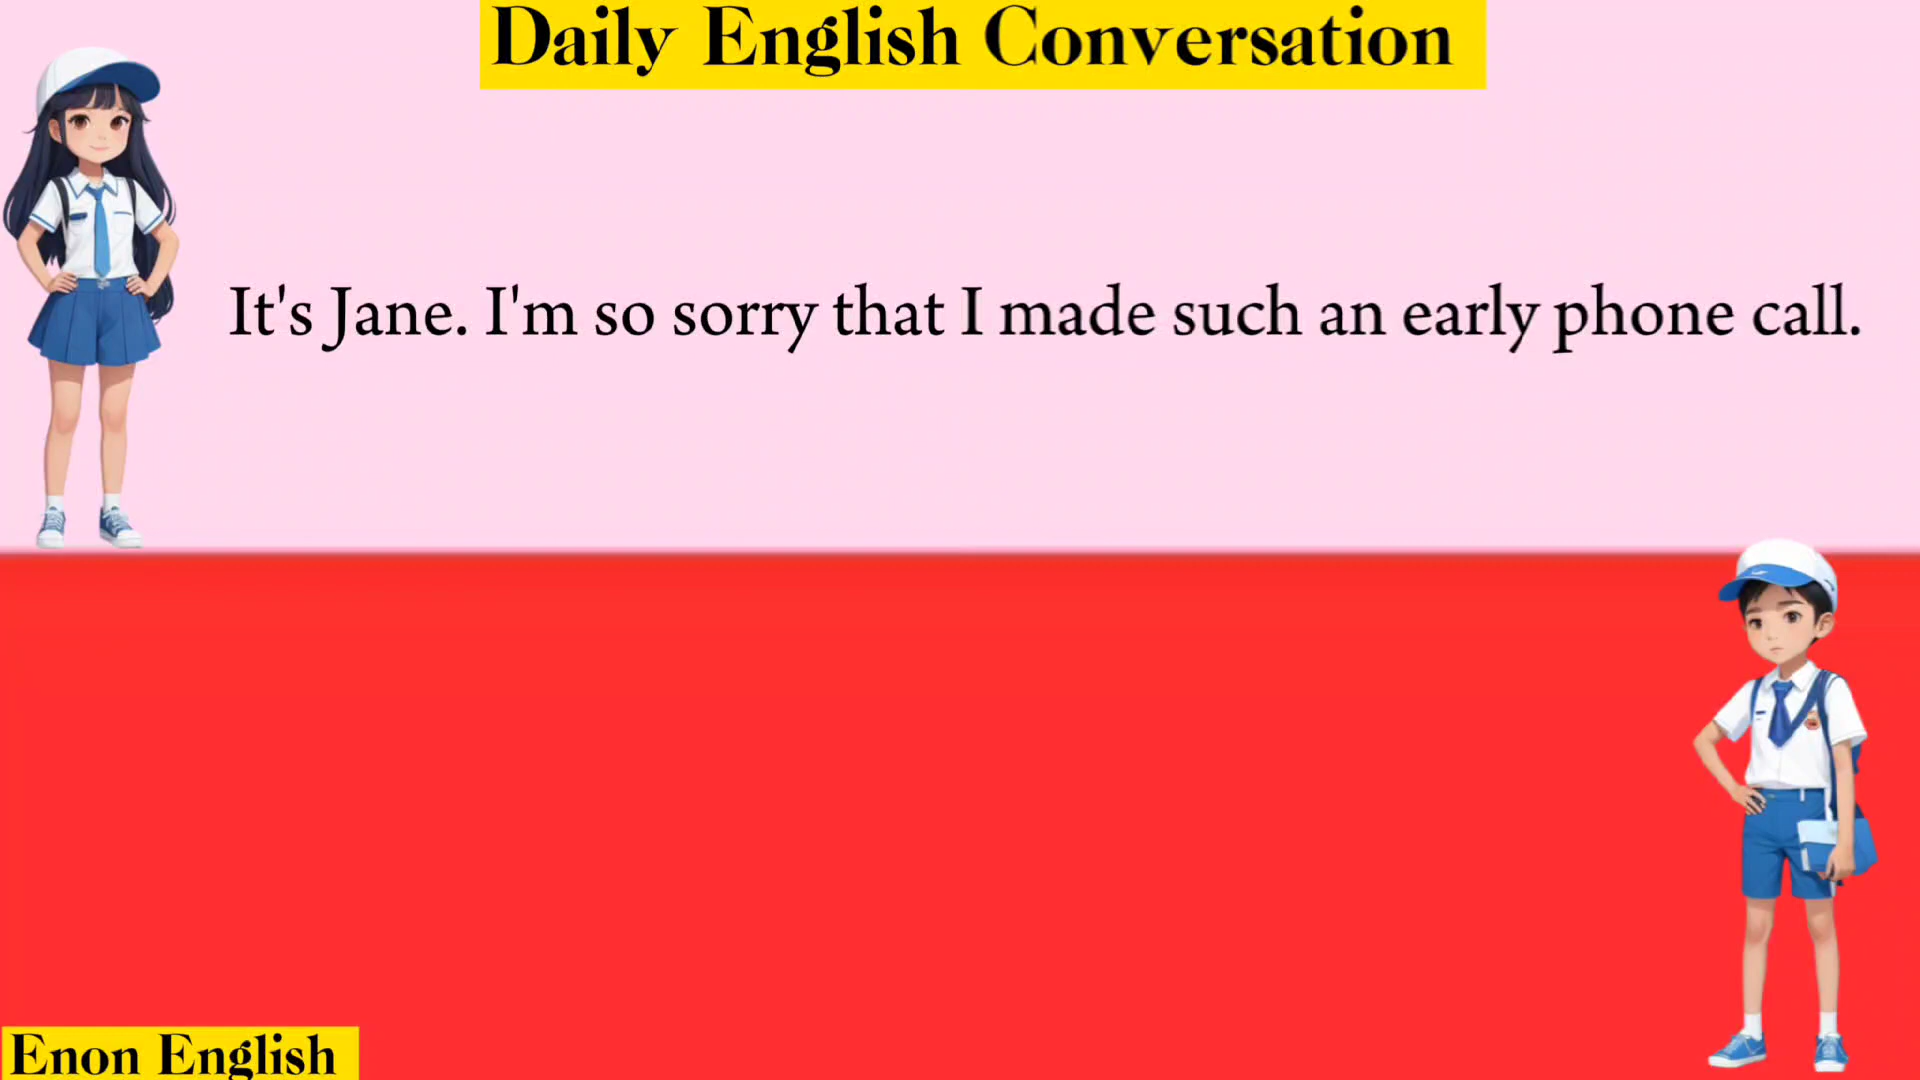 Daily English Conversation
It's Jane. I'm so sorry that I made such an early phone call.
Enon English